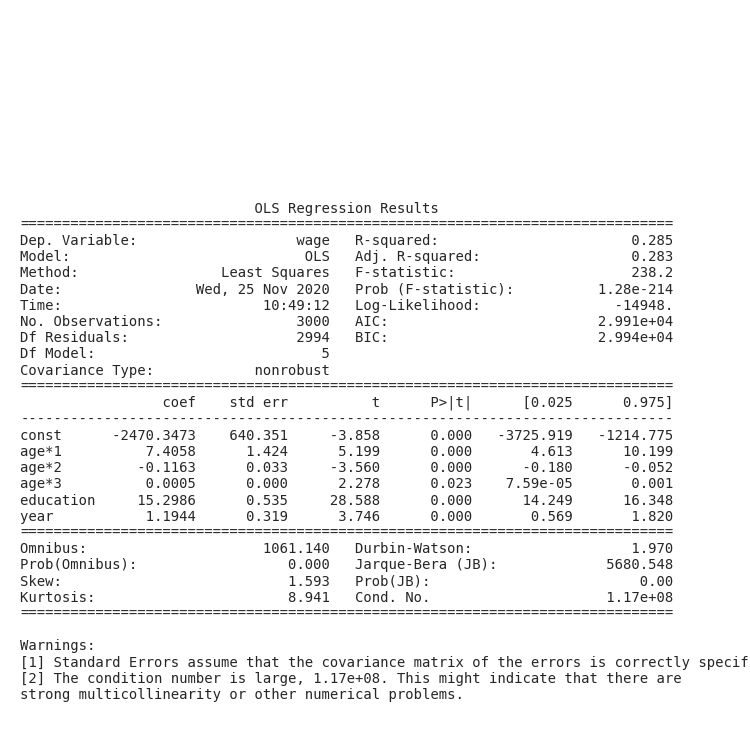 OLS Regression Results
==============================================================================
Dep. Variable:                   wage   R-squared:                       0.285
Model:                            OLS   Adj. R-squared:                  0.283
Method:                 Least Squares   F-statistic:                     238.2
Date:                Wed, 25 Nov 2020   Prob (F-statistic):          1.28e-214
Time:                        10:49:12   Log-Likelihood:                -14948.
No. Observations:                3000   AIC:                         2.991e+04
Df Residuals:                    2994   BIC:                         2.994e+04
Df Model:                           5
Covariance Type:            nonrobust
==============================================================================
                 coef    std err          t      P>|t|      [0.025      0.975]
------------------------------------------------------------------------------
const      -2470.3473    640.351     -3.858      0.000   -3725.919   -1214.775
age*1          7.4058      1.424      5.199      0.000       4.613      10.199
age*2         -0.1163      0.033     -3.560      0.000      -0.180      -0.052
age*3          0.0005      0.000      2.278      0.023    7.59e-05       0.001
education     15.2986      0.535     28.588      0.000      14.249      16.348
year           1.1944      0.319      3.746      0.000       0.569       1.820
==============================================================================
Omnibus:                     1061.140   Durbin-Watson:                   1.970
Prob(Omnibus):                  0.000   Jarque-Bera (JB):             5680.548
Skew:                           1.593   Prob(JB):                         0.00
Kurtosis:                       8.941   Cond. No.                     1.17e+08
==============================================================================
Warnings:
[1] Standard Errors assume that the covariance matrix of the errors is correctly specif
[2] The condition number is large, 1.17e+08. This might indicate that there are
strong multicollinearity or other numerical problems.